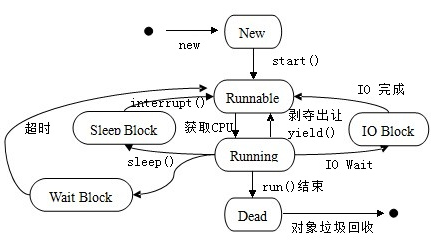 new
New
start()
Runnable
IO 完成
interrupt()
超时
Sleep Block
获取CPU
剥夺出让
yield()
IO Block
sleep()
Running
IO Wait
Wait Block
run()结束
Dead
对象垃圾回收